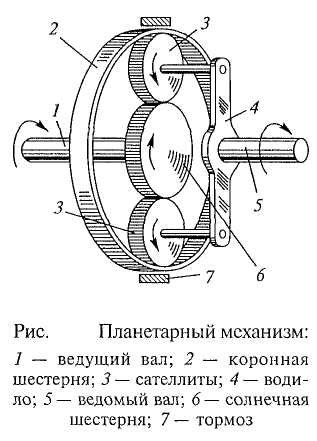 2
3
1
4
5
3
6
7
Рис. Планетарный механизм:
1 — ведущий вал; 2 — коронная
шестерня; 3 — сателлиты; 4 — води-
ло; 5 — ведомый вал; 6 — солнечная
шестерня; 7 — тормоз